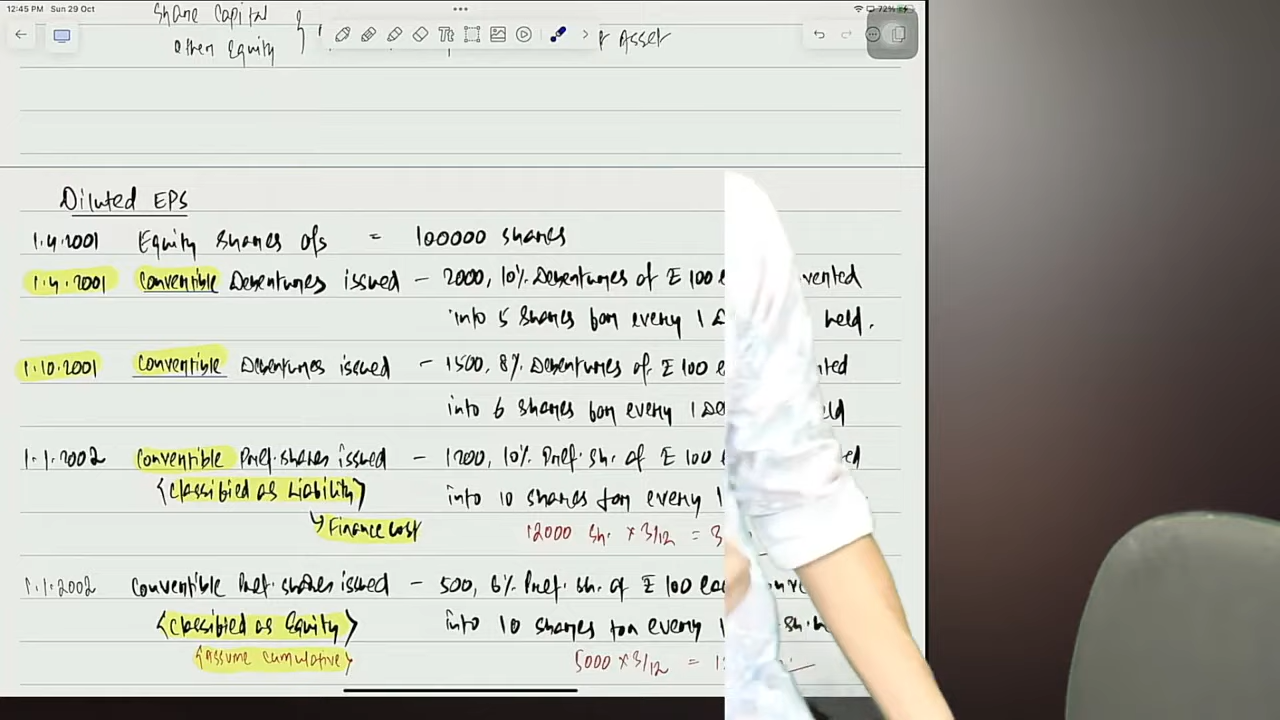 12:45 PM Sun 29 Oct
72%
Share Capital
Other Equity
Tt
Asset
Diluted EPS
1.4.2001 Equity Shares o/s = 100000 shares
1.4.2001 Convertible Debentures issued - 2000, 10% Debentures of ₹ 100
into 5 shares for every 1 held.
1.10.2001 Convertible Debentures issued - 1500, 8% Debentures of ₹ 100
into 6 shares for every 1
1.1.2002 Convertible Pref. shares issued - 1200, 10% Pref. sh. of ₹ 100
{Classified as Liability} into 10 shares for every 1
↳ Finance cost 12000 sh. × 3/12 = 3
1.1.2002 Convertible Pref. shares issued - 500, 6% Pref. sh. of ₹ 100
{Classified as Equity} into 10 shares for every 1
{Assume cumulative} 5000 × 3/12 =